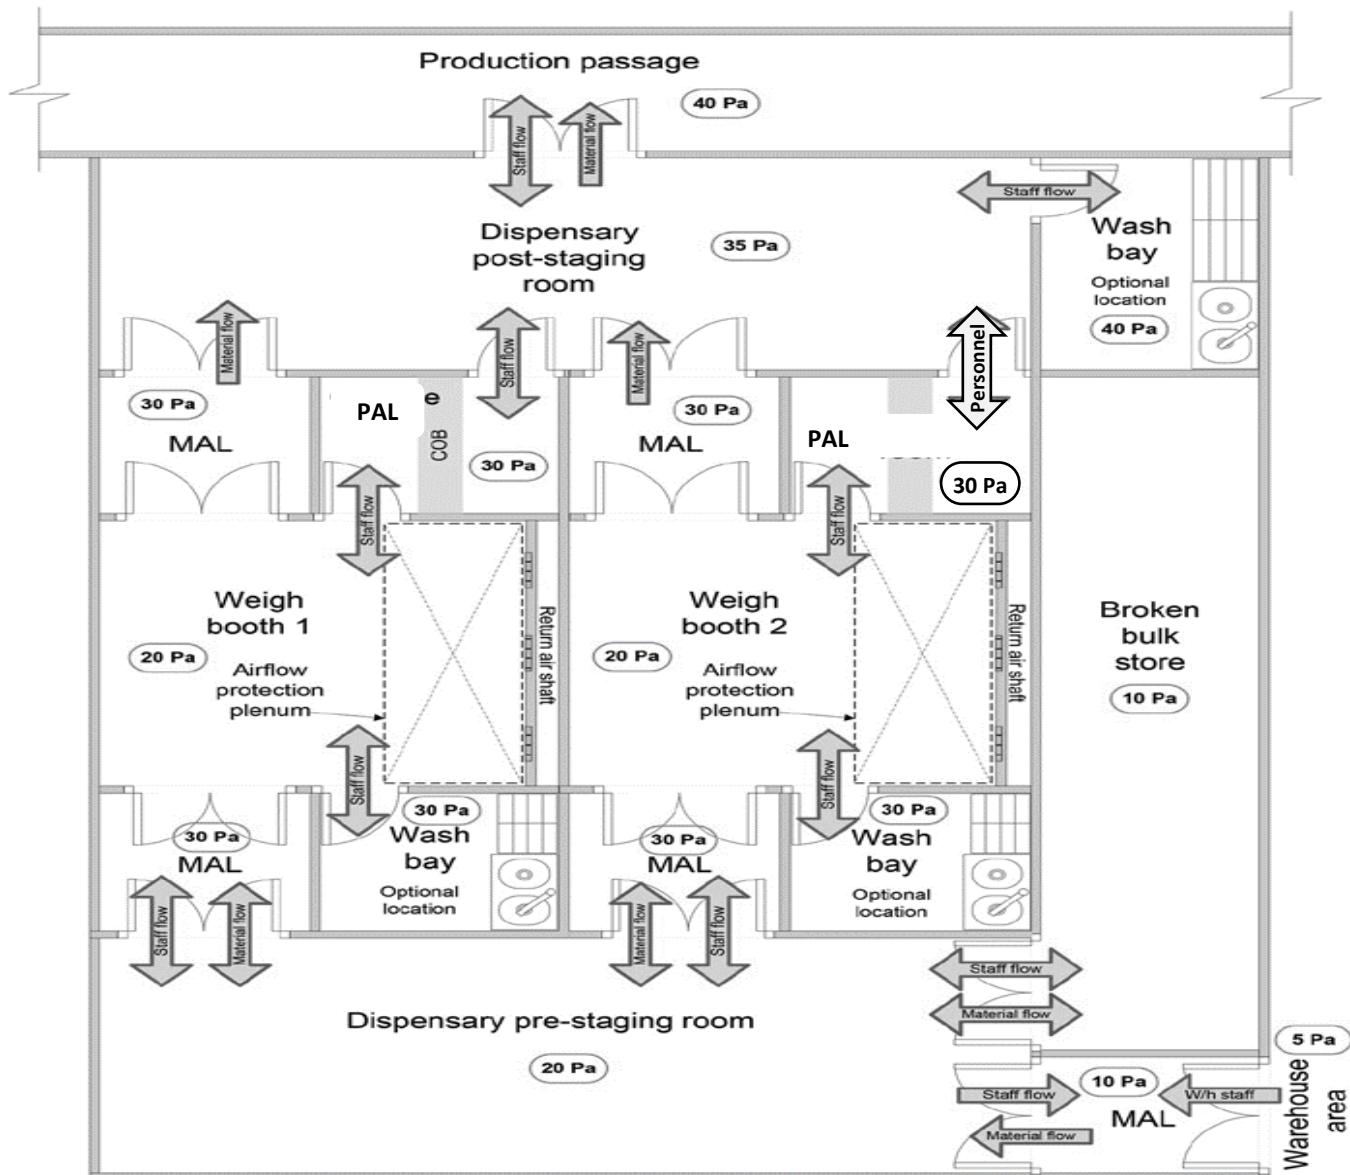 Production passage
40 Pa
Staff flow
Material flow
Staff flow
Dispensary
post-staging
room
35 Pa
Wash
bay
Optional
location
40 Pa
Material flow
Staff flow
Material flow
Personnel
30 Pa
MAL
PAL
e
COB
30 Pa
30 Pa
MAL
PAL
30 Pa
Staff flow
Staff flow
Weigh
booth 1
20 Pa
Airflow
protection
plenum
Return air shaft
Weigh
booth 2
20 Pa
Airflow
protection
plenum
Return air shaft
Broken
bulk
store
10 Pa
Staff flow
Staff flow
30 Pa
MAL
30 Pa
Wash
bay
Optional
location
30 Pa
MAL
30 Pa
Wash
bay
Optional
location
Staff flow
Material flow
Material flow
Staff flow
Staff flow
Material flow
Dispensary pre-staging room
20 Pa
5 Pa
Warehouse
area
10 Pa
Staff flow
W/h staff
MAL
Material flow